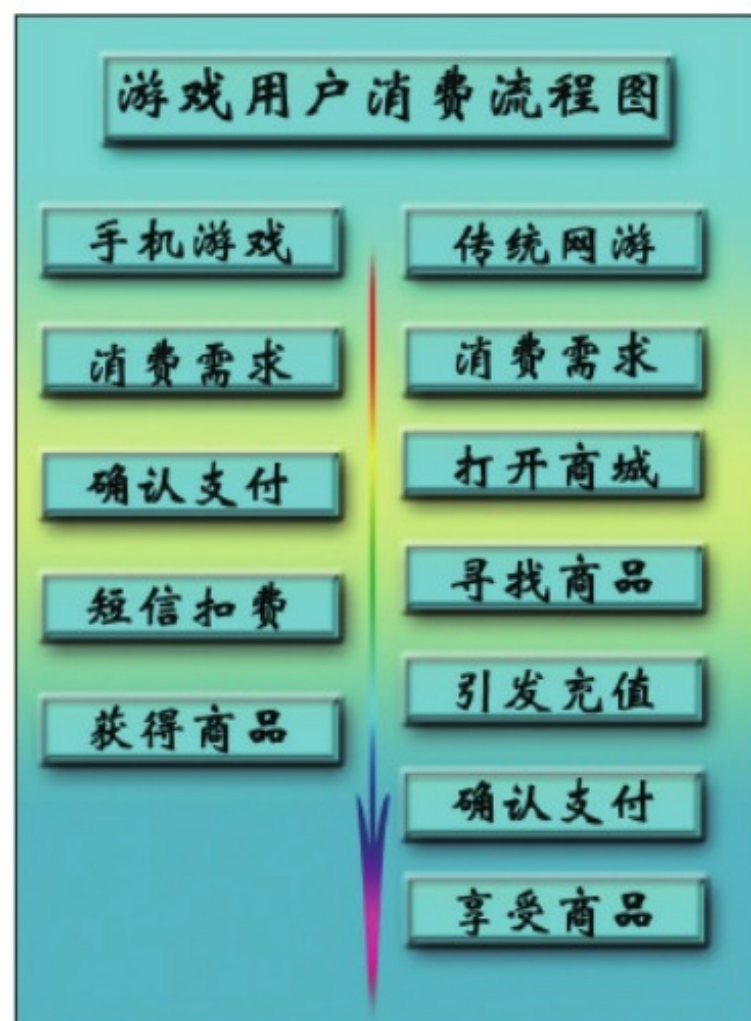 游戏用户消费流程图
手机游戏
消费需求
确认支付
短信扣费
获得商品
传统网游
消费需求
打开商城
寻找商品
引发充值
确认支付
享受商品